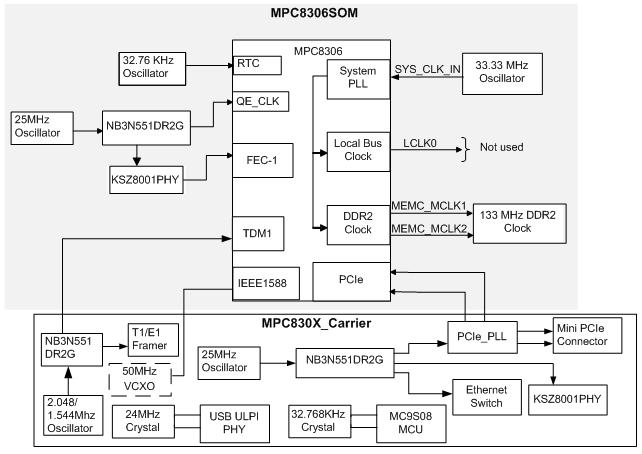 MPC8306SOM
MPC8306
32.76 KHz
Oscillator
RTC
System
PLL
SYS_CLK_IN
33.33 MHz
Oscillator
QE_CLK
25MHz
Oscillator
NB3N551DR2G
Local Bus
Clock
LCLK0
Not used
FEC-1
KSZ8001PHY
MEMC_MCLK1
DDR2
Clock
133 MHz DDR2
Clock
MEMC_MCLK2
TDM1
IEEE1588
PCIe
MPC830X_Carrier
NB3N551
DR2G
T1/E1
Framer
50MHz
VCXO
25MHz
Oscillator
NB3N551DR2G
PCIe_PLL
Mini PCIe
Connector
2.048/
1.544Mhz
Oscillator
24MHz
Crystal
USB ULPI
PHY
32.768KHz
Crystal
MC9S08
MCU
Ethernet
Switch
KSZ8001PHY